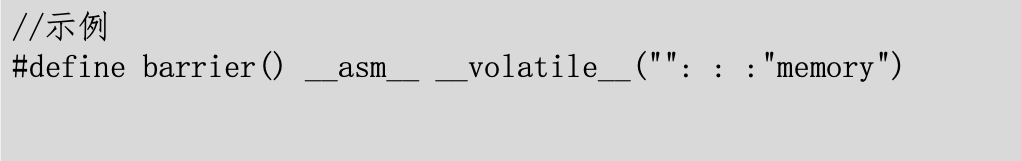 //示例
#define barrier() __asm__ __volatile__("": : :"memory")